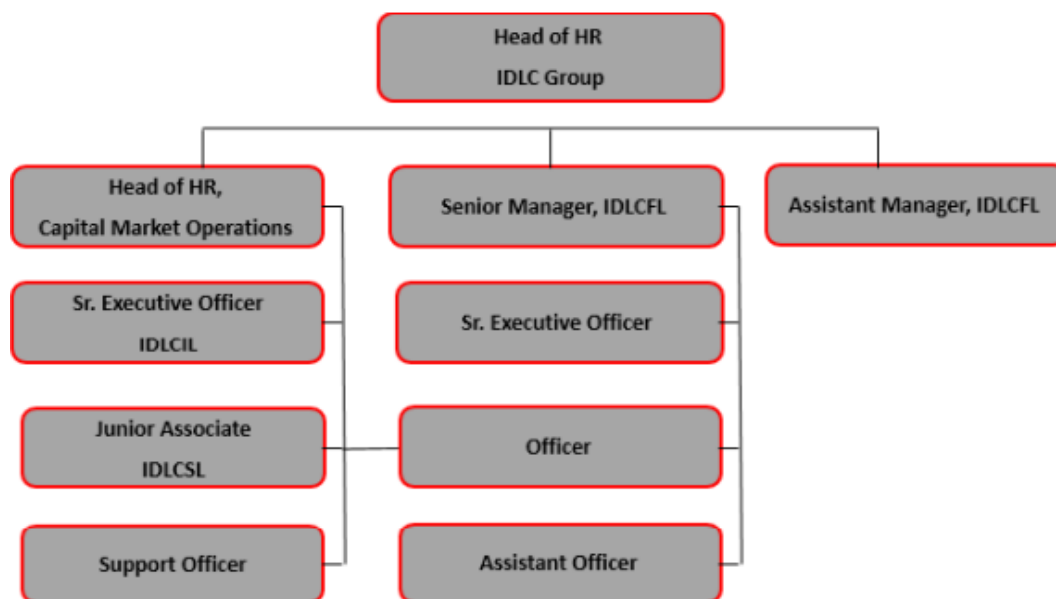 Head of HR
IDLC Group
Head of HR,
Capital Market Operations
Senior Manager, IDLCFL
Assistant Manager, IDLCFL
Sr. Executive Officer
IDLCIL
Sr. Executive Officer
Junior Associate
IDLCSL
Officer
Support Officer
Assistant Officer